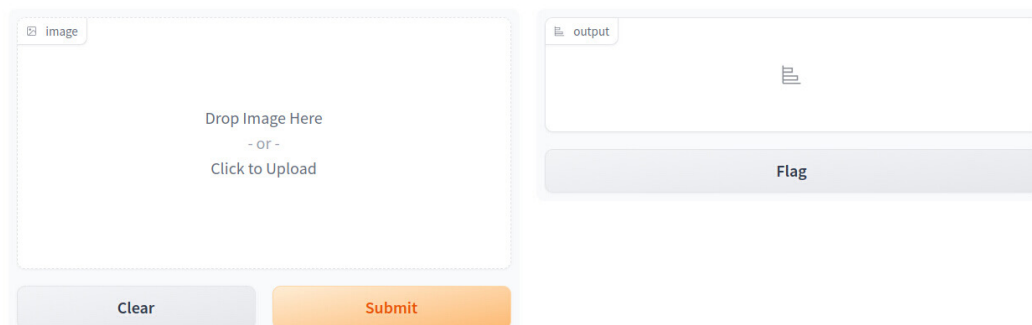 image
Drop Image Here
- or -
Click to Upload
Clear
Submit
output
Flag